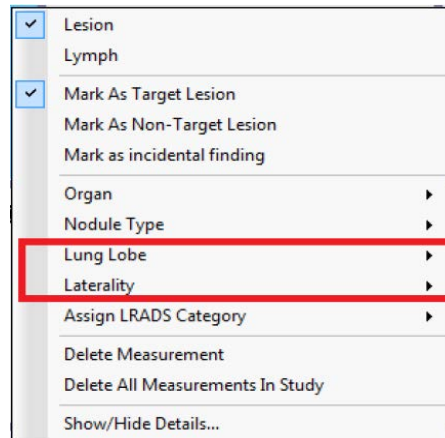 Lesion
Lymph
Mark As Target Lesion
Mark As Non-Target Lesion
Mark as incidental finding
Organ
Nodule Type
Lung Lobe
Laterality
Assign LRADS Category
Delete Measurement
Delete All Measurements In Study
Show/Hide Details...